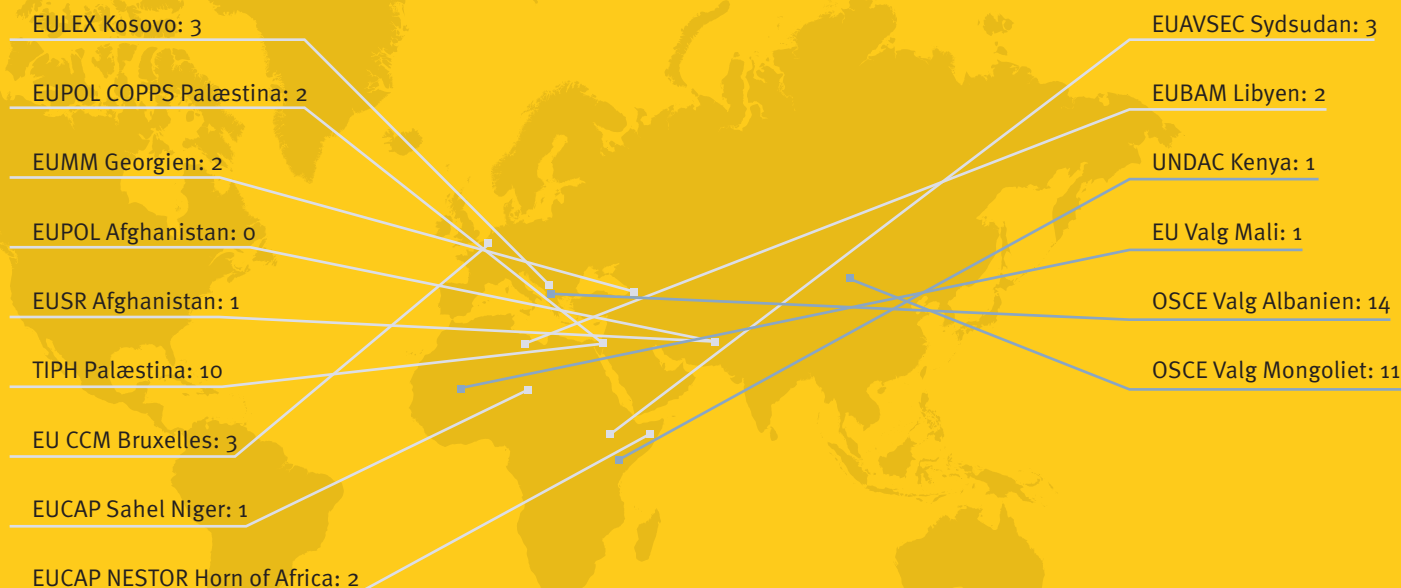 EULEX Kosovo: 3
EUPOL COPPS Palæstina: 2
EUMM Georgien: 2
EUPOL Afghanistan: 0
EUSR Afghanistan: 1
TIPH Palæstina: 10
EU CCM Bruxelles: 3
EUCAP Sahel Niger: 1
EUCAP NESTOR Horn of Africa: 2
EUAVSEC Sydsudan: 3
EUBAM Libyen: 2
UNDAC Kenya: 1
EU Valg Mali: 1
OSCE Valg Albanien: 14
OSCE Valg Mongoliet: 11